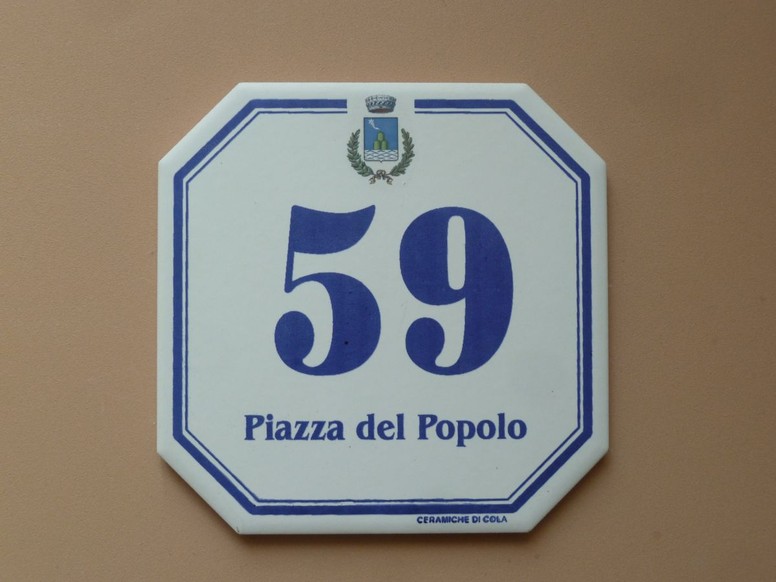 59
Piazza del Popolo
CERAMICHE DI COLA